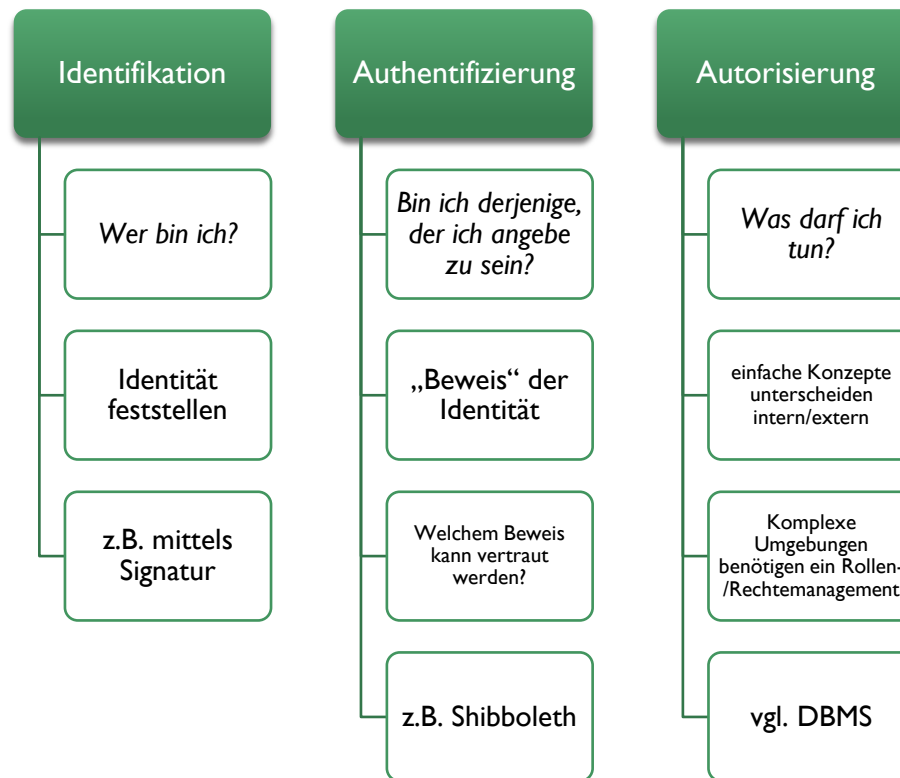 Identifikation
Wer bin ich?
Identität
feststellen
z.B. mittels
Signatur
Authentifizierung
Bin ich derjenige,
der ich angebe
zu sein?
„Beweis“ der
Identität
Welchem Beweis
kann vertraut
werden?
z.B. Shibboleth
Autorisierung
Was darf ich
tun?
einfache Konzepte
unterscheiden
intern/extern
Komplexe
Umgebungen
benötigen ein Rollen-
/Rechtemanagement
vgl. DBMS